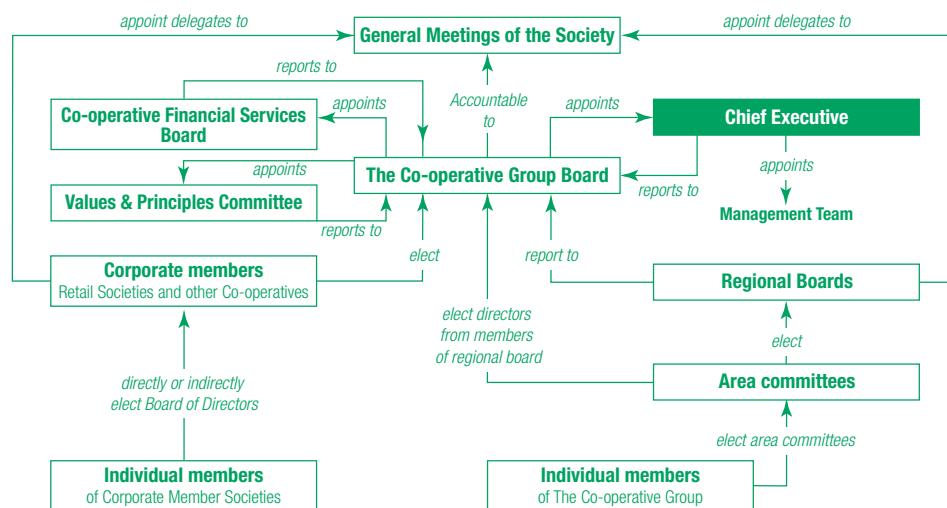 appoint delegates to
General Meetings of the Society
appoint delegates to
reports to
Co-operative Financial Services
Board
appoints
Accountable
to
appoints
Chief Executive
appoints
The Co-operative Group Board
reports to
appoints
Values & Principles Committee
Management Team
reports to
elect
report to
Corporate members
Retail Societies and other Co-operatives
Regional Boards
elect directors
from members
of regional board
elect
directly or indirectly
elect Board of Directors
Area committees
elect area committees
Individual members
of Corporate Member Societies
Individual members
of The Co-operative Group